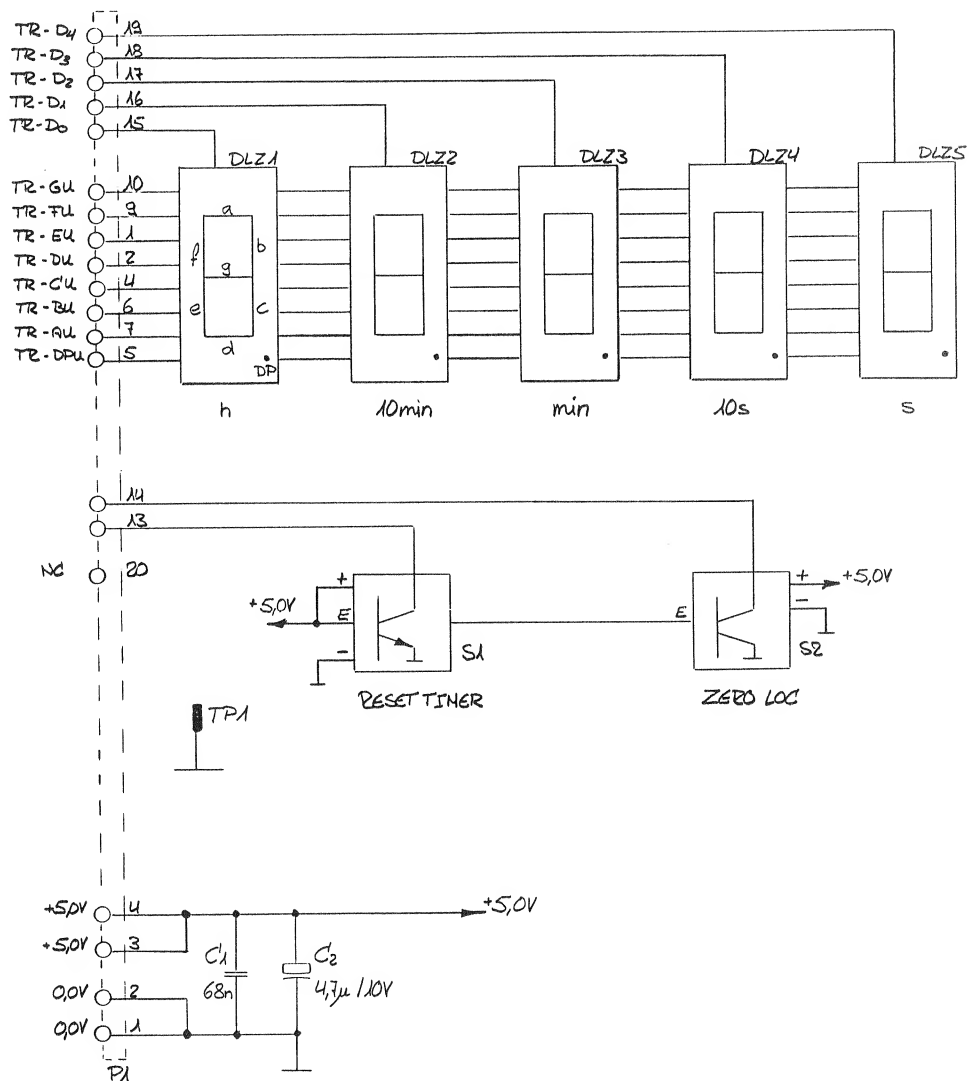 TR-D4 19
TR-D3 18
TR-D2 17
TR-D1 16
TR-D0 15
DLZ1 DLZ2 DLZ3 DLZ4 DLZ5
TR-GU 10
TR-FU 9
TR-EU 1
TR-DU 2
TR-CU 4
TR-BU 6
TR-AU 7
TR-DPU 5
a
f b
g
e c
d
DP
h 10min min 10s s
14
13
NC 20
+5,0V + E - S1
RESET TIMER
E + - +5,0V S2
ZERO LOC
TP1
+5,0V 4 +5,0V
+5,0V 3
C1 68n
C2 4,7µ/10V
0,0V 2
0,0V 1
P1